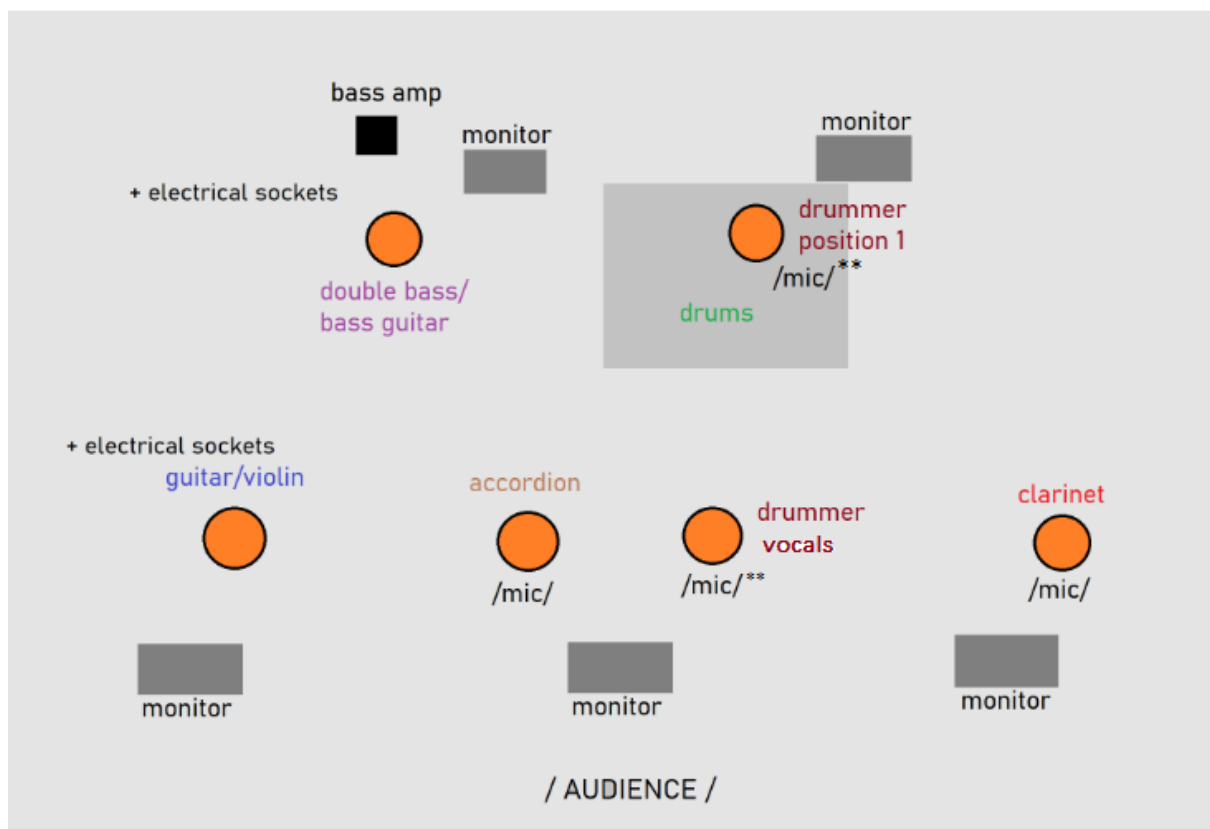 bass amp
monitor
monitor
+ electrical sockets
drummer
position 1
/mic/**
double bass/
bass guitar
drums
+ electrical sockets
guitar/violin
accordion
clarinet
drummer
vocals
/mic/
/mic/**
/mic/
monitor
monitor
monitor
/ AUDIENCE /